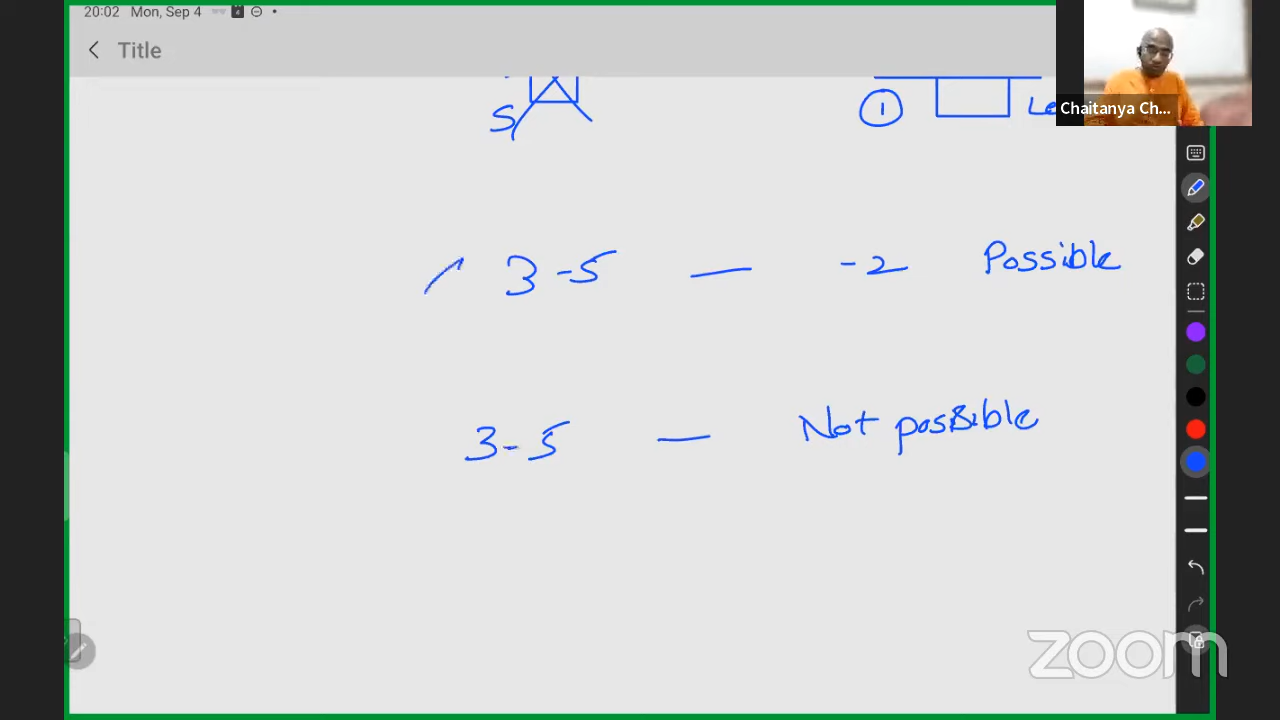 20:02 Mon, Sep 4
Title
Chaitanya Ch...
S
1
3 - 5 — - 2 Possible
3 - 5 — Not possible
zoom